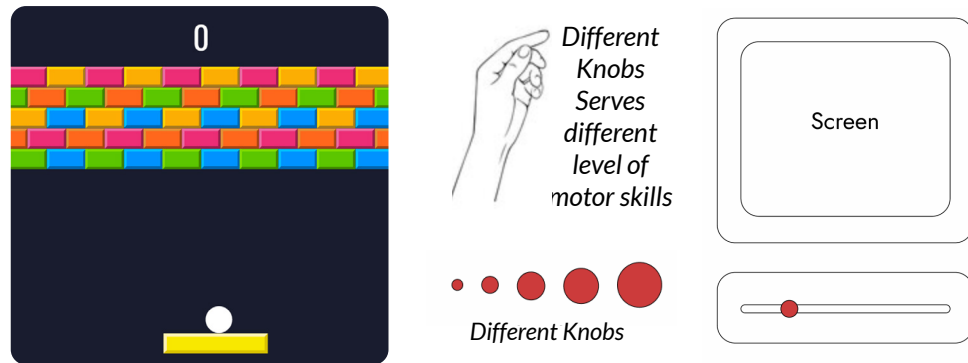 0
Different
Knobs
Serves
different
level of
motor skills
Different Knobs
Screen